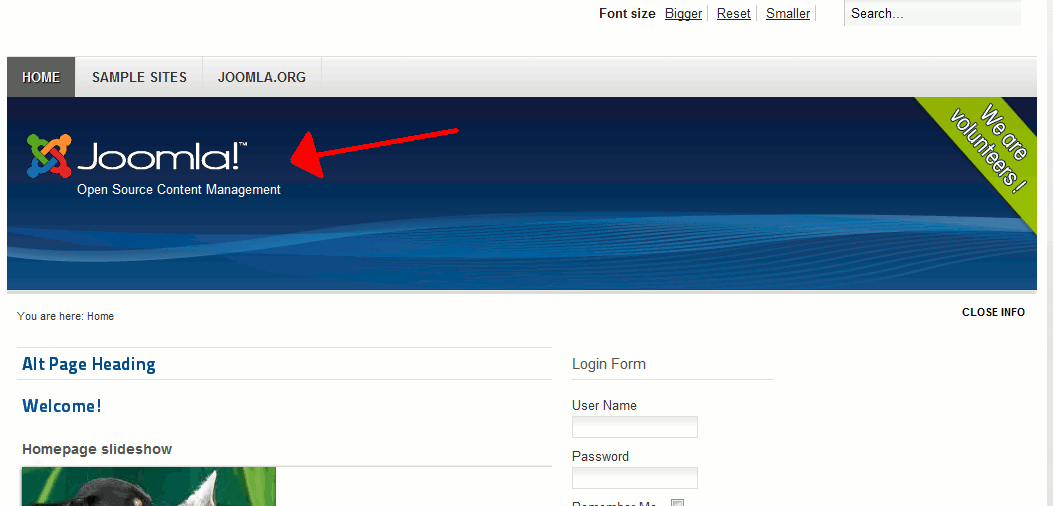 Font size Bigger Reset Smaller Search...
HOME SAMPLE SITES JOOMLA.ORG
We are
volunteers !
Joomla!™
Open Source Content Management
You are here: Home CLOSE INFO
Alt Page Heading Login Form
Welcome! User Name
Homepage slideshow
Password
Remember Me